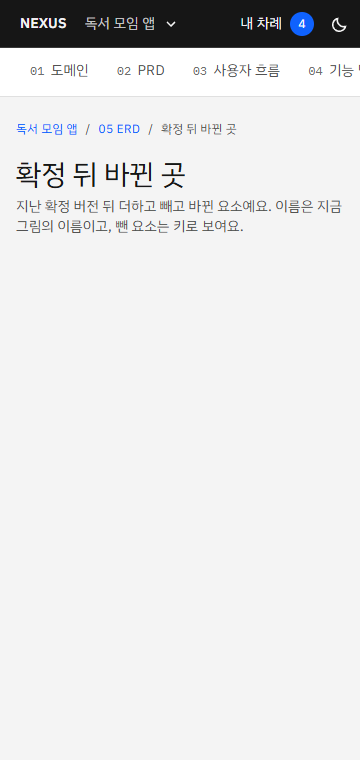 NEXUS 독서 모임 앱 내 차례 4
01 도메인 02 PRD 03 사용자 흐름 04 기능
독서 모임 앱 / 05 ERD / 확정 뒤 바뀐 곳
확정 뒤 바뀐 곳
지난 확정 버전 뒤 더하고 빼고 바뀐 요소예요. 이름은 지금
그림의 이름이고, 뺀 요소는 키로 보여요.